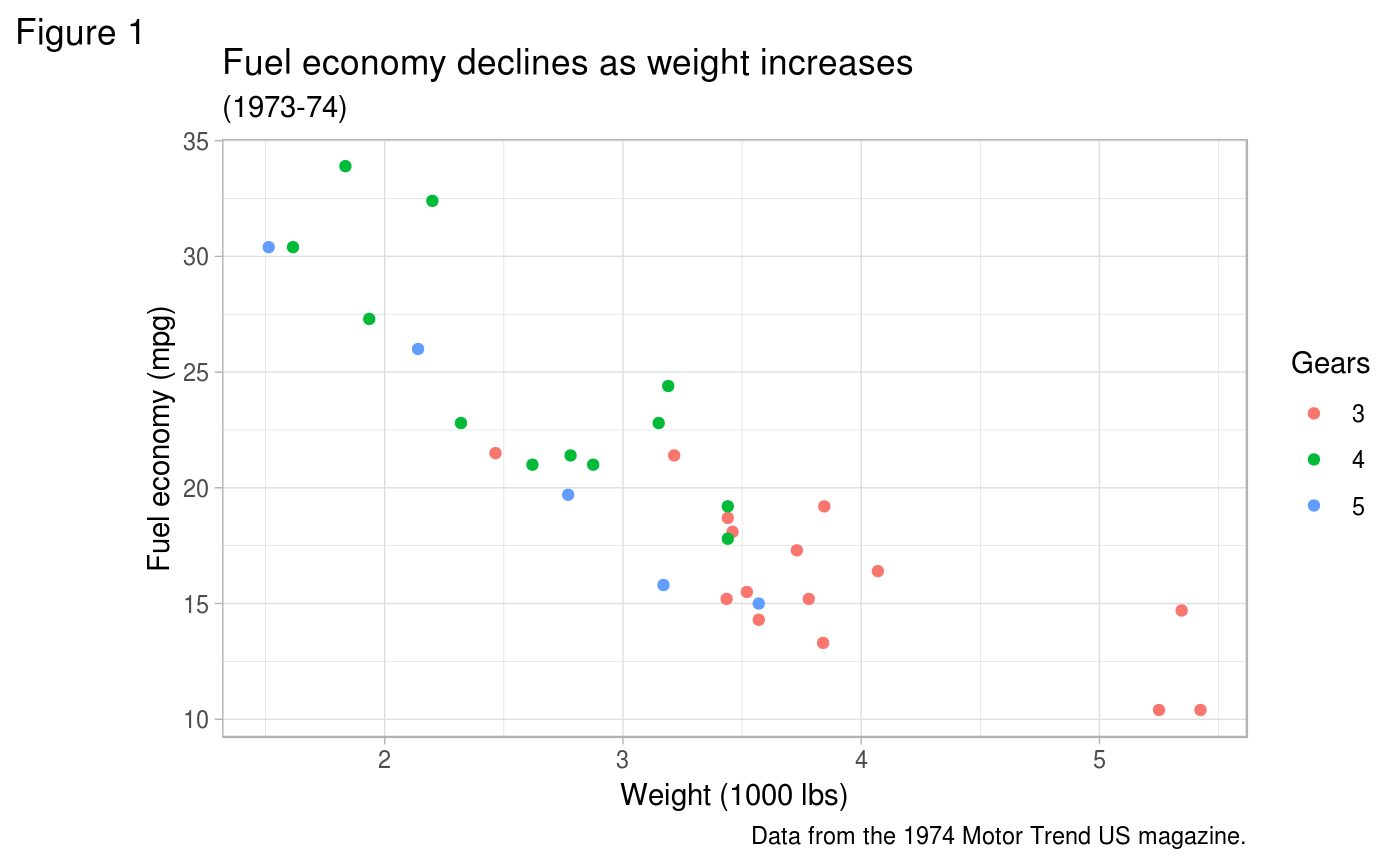 Figure 1
Fuel economy declines as weight increases
(1973-74)
Fuel economy (mpg)
35
30
25
20
15
10
2
3
4
5
Weight (1000 lbs)
Gears
3
4
5
Data from the 1974 Motor Trend US magazine.